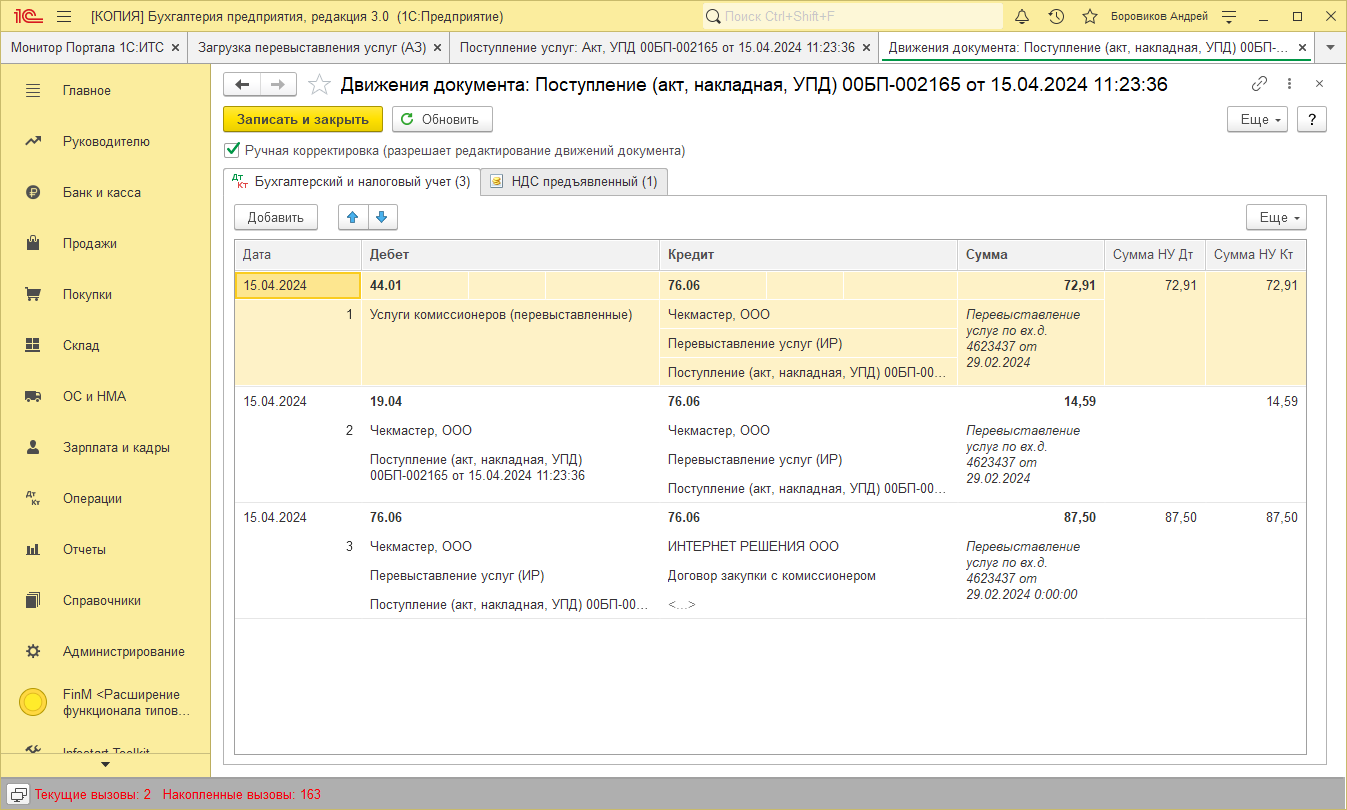 1С [КОПИЯ] Бухгалтерия предприятия, редакция 3.0 (1С:Предприятие) Поиск Ctrl+Shift+F Боровиков Андрей
Монитор Портала 1С:ИТС × Загрузка перевыставления услуг (АЗ) × Поступление услуг: Акт, УПД 00БП-002165 от 15.04.2024 11:23:36 × Движения документа: Поступление (акт, накладная, УПД) 00БП-... ×
Главное
Руководителю
Банк и касса
Продажи
Покупки
Склад
ОС и НМА
Зарплата и кадры
Операции
Отчеты
Справочники
Администрирование
FinM <Расширение
функционала типов...
Infostart Toolkit
Движения документа: Поступление (акт, накладная, УПД) 00БП-002165 от 15.04.2024 11:23:36
Записать и закрыть Обновить Еще ?
Ручная корректировка (разрешает редактирование движений документа)
Дт Кт Бухгалтерский и налоговый учет (3) НДС предъявленный (1)
Добавить Еще
Дата Дебет Кредит Сумма Сумма НУ Дт Сумма НУ Кт
15.04.2024 44.01 76.06 72,91 72,91 72,91
1 Услуги комиссионеров (перевыставленные) Чекмастер, ООО Перевыставление
услуг по вх.д.
Перевыставление услуг (ИР) 4623437 от
29.02.2024
Поступление (акт, накладная, УПД) 00БП-00...
15.04.2024 19.04 76.06 14,59 14,59
2 Чекмастер, ООО Чекмастер, ООО Перевыставление
услуг по вх.д.
Поступление (акт, накладная, УПД) Перевыставление услуг (ИР) 4623437 от
00БП-002165 от 15.04.2024 11:23:36 29.02.2024
Поступление (акт, накладная, УПД) 00БП-00...
15.04.2024 76.06 76.06 87,50 87,50 87,50
3 Чекмастер, ООО ИНТЕРНЕТ РЕШЕНИЯ ООО Перевыставление
услуг по вх.д.
Перевыставление услуг (ИР) Договор закупки с комиссионером 4623437 от
29.02.2024 0:00:00
Поступление (акт, накладная, УПД) 00БП-00... <...>
Текущие вызовы: 2 Накопленные вызовы: 163